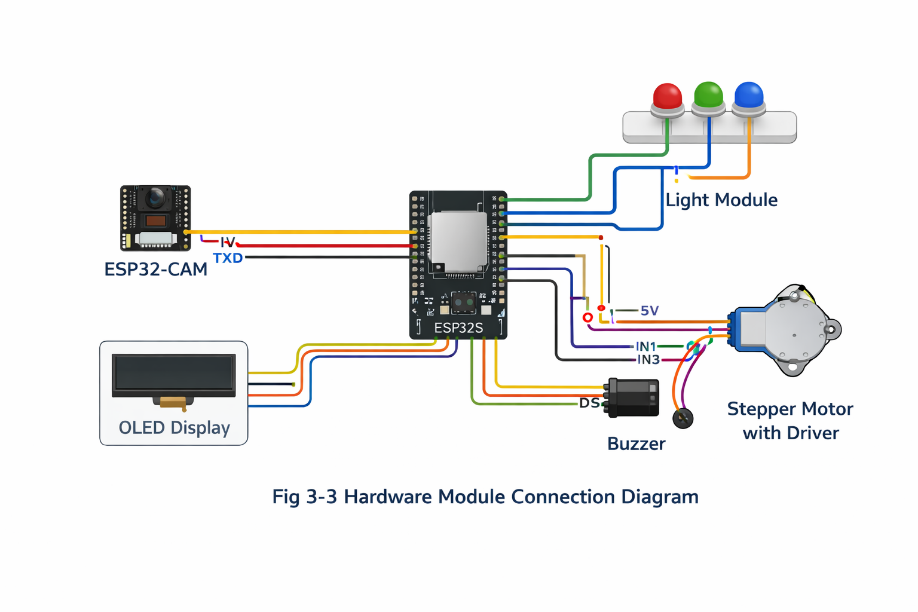 Light Module
IV
TXD
ESP32-CAM
ESP32S
5V
IN1
IN3
DS
OLED Display
Buzzer
Stepper Motor
with Driver
Fig 3-3 Hardware Module Connection Diagram